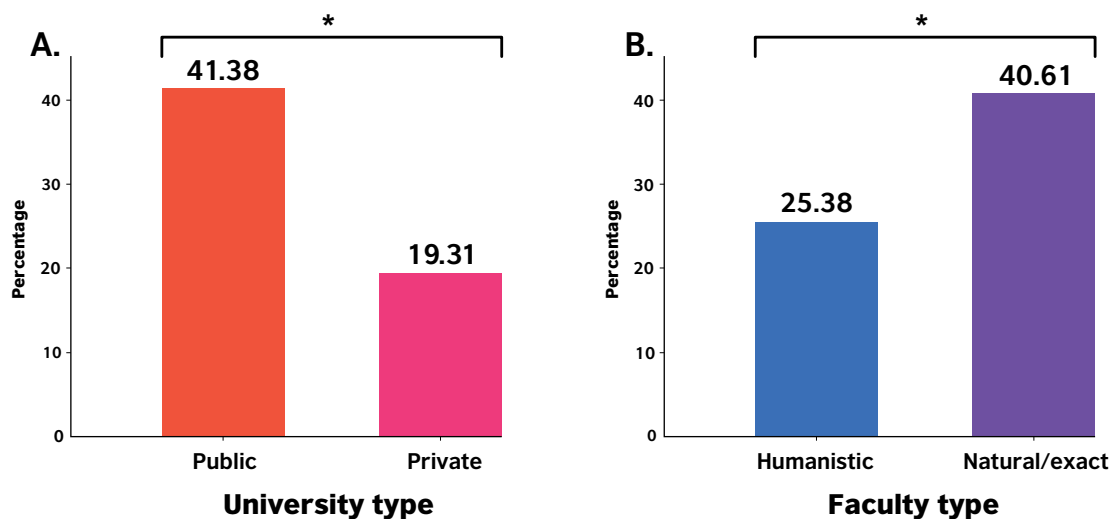 A.
*
41.38
19.31
40
30
20
10
0
Percentage
Public
Private
University type
B.
*
25.38
40.61
40
30
20
10
0
Percentage
Humanistic
Natural/exact
Faculty type